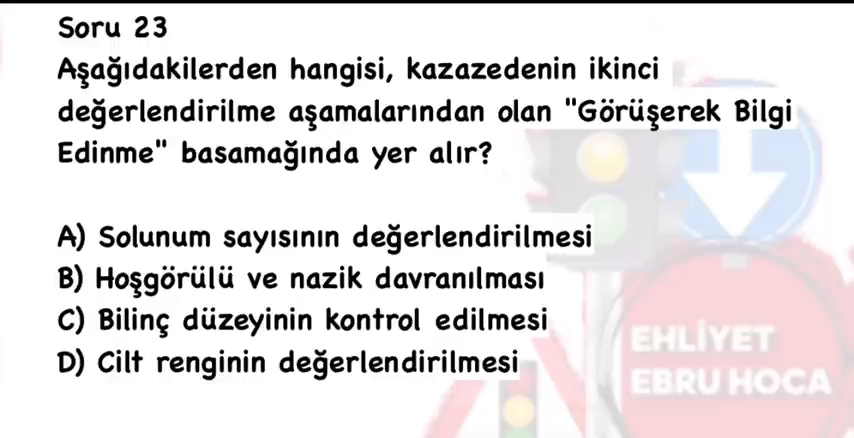 Soru 23
Aşağıdakilerden hangisi, kazazedenin ikinci
değerlendirilme aşamalarından olan "Görüşerek Bilgi
Edinme" basamağında yer alır?
A) Solunum sayısının değerlendirilmesi
B) Hoşgörülü ve nazik davranılması
C) Bilinç düzeyinin kontrol edilmesi
D) Cilt renginin değerlendirilmesi
EHLİYET
EBRU HOCA